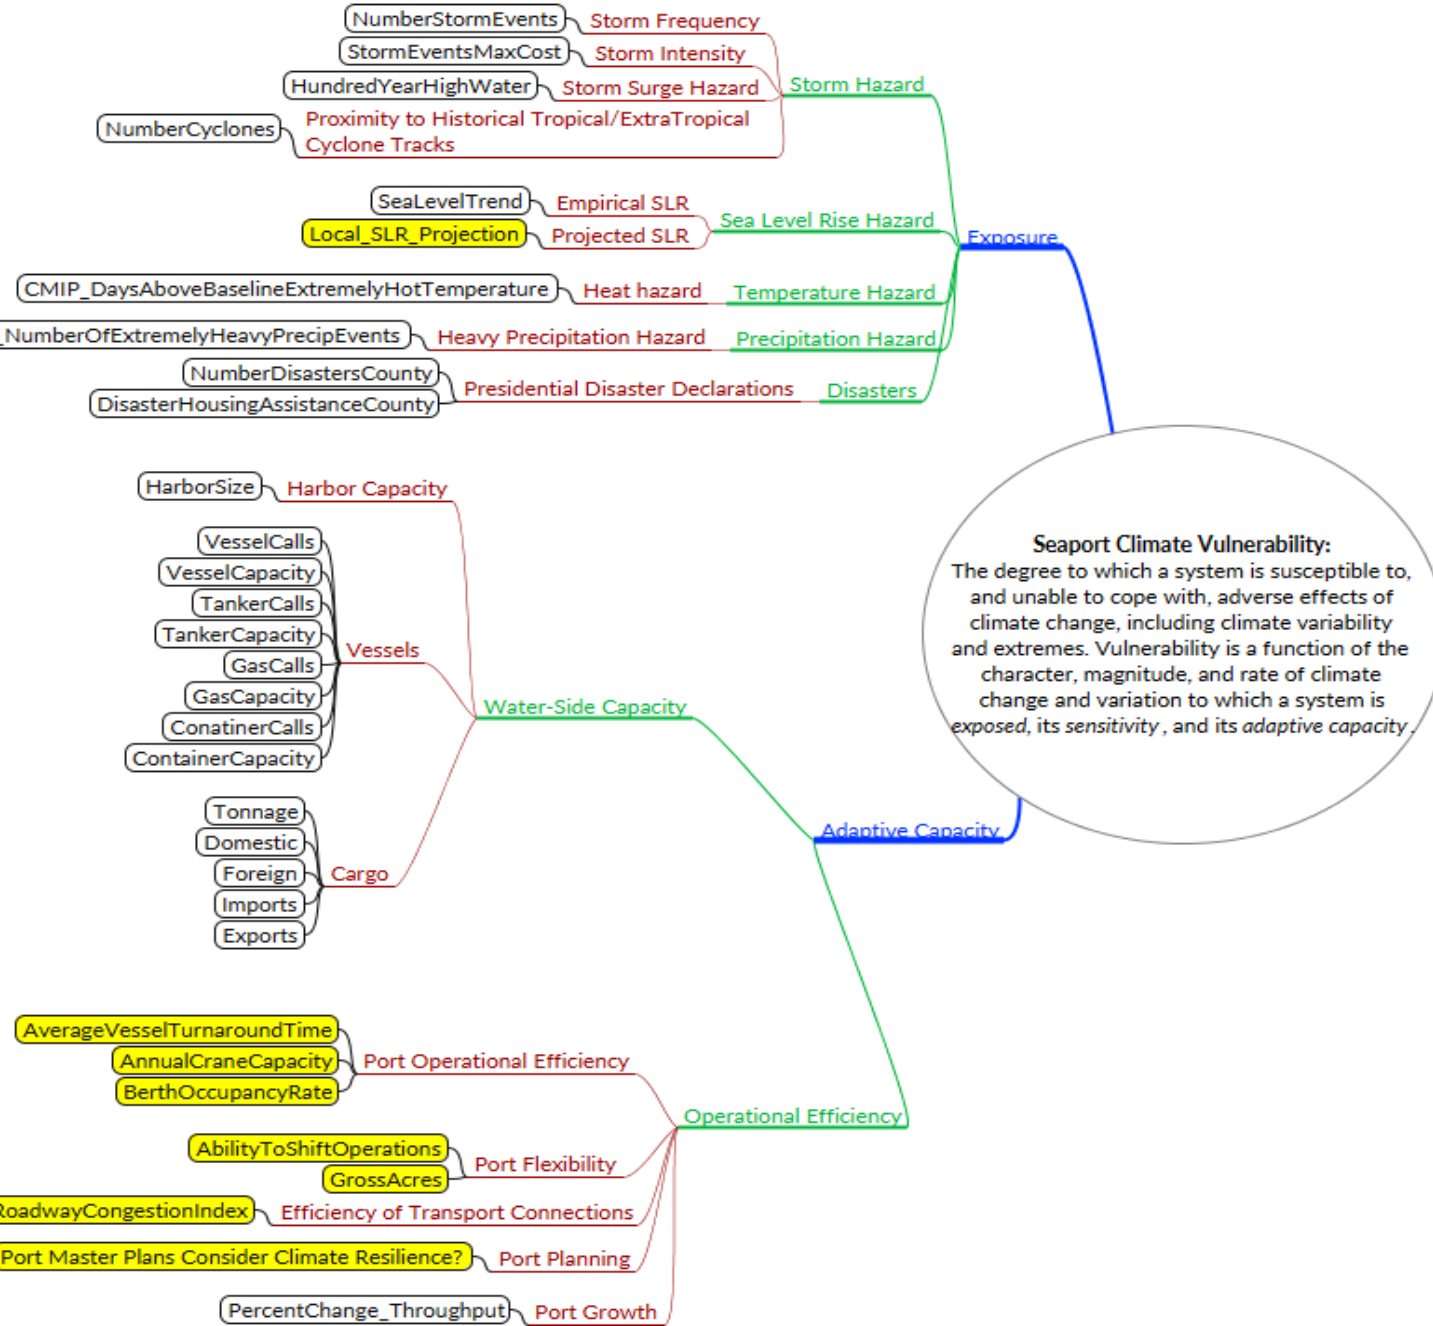 NumberStormEvents
Storm Frequency
StormEventsMaxCost
Storm Intensity
HundredYearHighWater
Storm Surge Hazard
Storm Hazard
NumberCyclones
Proximity to Historical Tropical/ExtraTropical
Cyclone Tracks
SeaLevelTrend
Empirical SLR
Local_SLR_Projection
Projected SLR
Sea Level Rise Hazard
Exposure
CMIP_DaysAboveBaselineExtremelyHotTemperature
Heat hazard
Temperature Hazard
_NumberOfExtremelyHeavyPrecipEvents
Heavy Precipitation Hazard
Precipitation Hazard
NumberDisastersCounty
DisasterHousingAssistanceCounty
Presidential Disaster Declarations
Disasters
HarborSize
Harbor Capacity
VesselCalls
VesselCapacity
TankerCalls
TankerCapacity
GasCalls
GasCapacity
ConatinerCalls
ContainerCapacity
Vessels
Water-Side Capacity
Seaport Climate Vulnerability:
The degree to which a system is susceptible to,
and unable to cope with, adverse effects of
climate change, including climate variability
and extremes. Vulnerability is a function of the
character, magnitude, and rate of climate
change and variation to which a system is
exposed, its sensitivity, and its adaptive capacity.
Tonnage
Domestic
Foreign
Imports
Exports
Cargo
Adaptive Capacity
AverageVesselTurnaroundTime
AnnualCraneCapacity
BerthOccupancyRate
Port Operational Efficiency
Operational Efficiency
AbilityToShiftOperations
GrossAcres
Port Flexibility
RoadwayCongestionIndex
Efficiency of Transport Connections
Port Master Plans Consider Climate Resilience?
Port Planning
PercentChange_Throughput
Port Growth